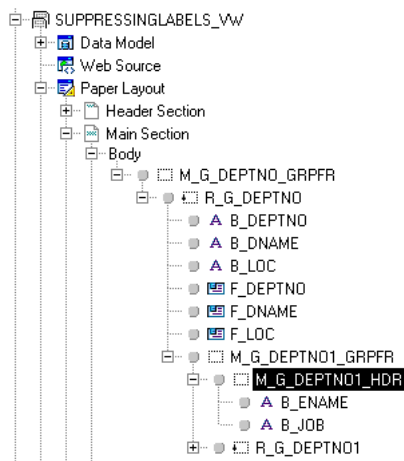 SUPPRESSINGLABELS_VW
Data Model
Web Source
Paper Layout
Header Section
Main Section
Body
M_G_DEPTNO_GRPFR
R_G_DEPTNO
A B_DEPTNO
A B_DNAME
A B_LOC
F_DEPTNO
F_DNAME
F_LOC
M_G_DEPTNO1_GRPFR
M_G_DEPTNO1_HDR
A B_ENAME
A B_JOB
R_G_DEPTNO1